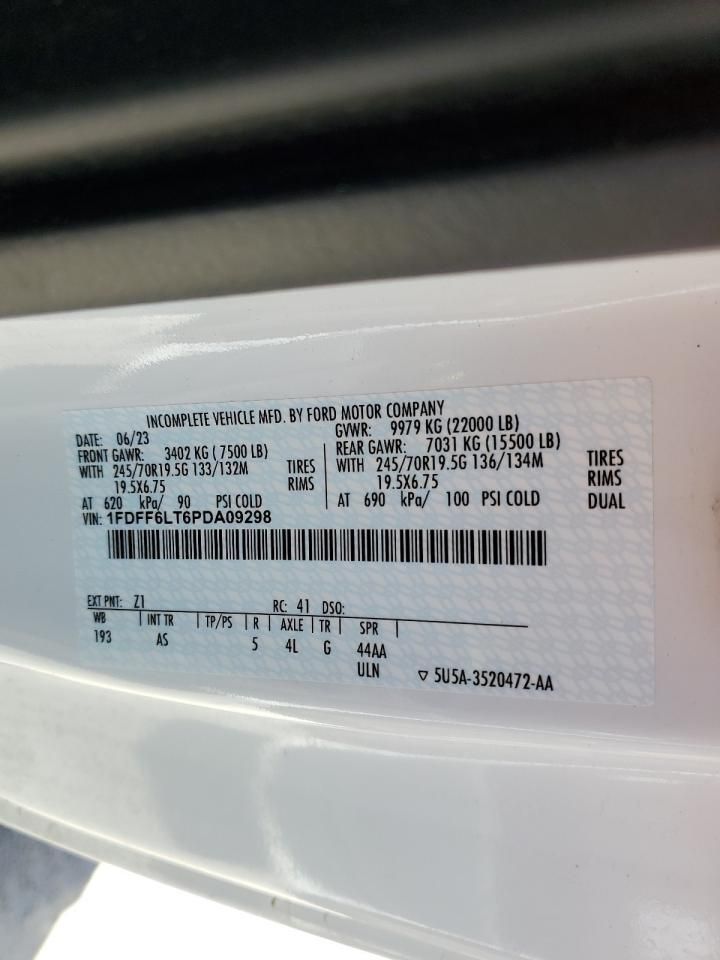 INCOMPLETE VEHICLE MFD. BY FORD MOTOR COMPANY
DATE: 06/23 GVWR: 9979 KG (22000 LB)
FRONT GAWR: 3402 KG ( 7500 LB) REAR GAWR: 7031 KG (15500 LB)
WITH 245/70R19.5G 133/132M TIRES WITH 245/70R19.5G 136/134M TIRES
19.5X6.75 RIMS 19.5X6.75 RIMS
AT 620 kPa/ 90 PSI COLD AT 690 kPa/ 100 PSI COLD DUAL
VIN: 1FDFF6LT6PDA09298
EXT PNT: Z1 RC: 41 DSO:
WB INT TR TP/PS R AXLE TR SPR
193 AS 5 4L G 44AA
ULN ▽ 5U5A-3520472-AA